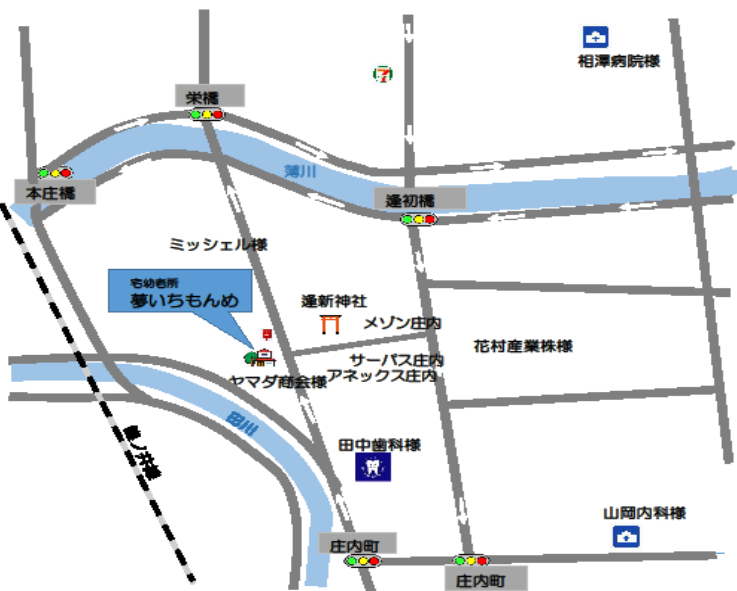 相澤病院様
7
栄橋
薄川
本庄橋
逢初橋
ミッシェル様
宅幼老所
夢いちもんめ
逢新神社
メゾン庄内
花村産業株様
サーパス庄内
アネックス庄内
ヤマダ商会様
田川
篠ノ井線
田中歯科様
山岡内科様
庄内町
庄内町